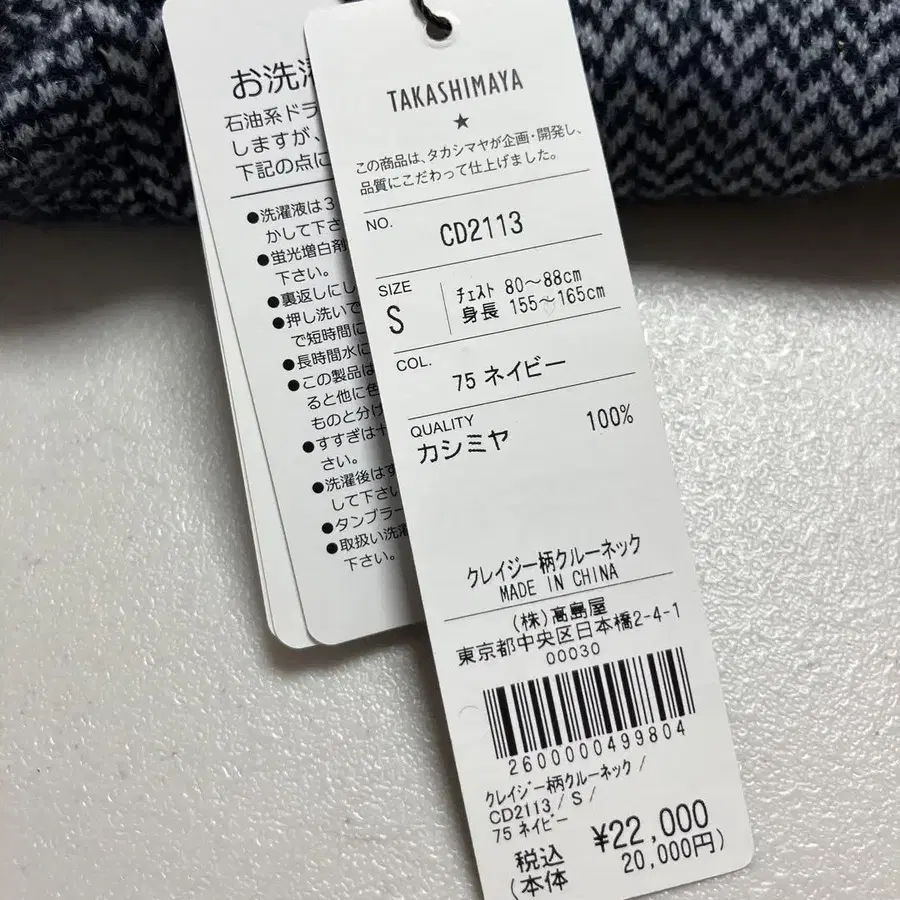 お洗濯
石油系ドラ
しますが、
下記の点に
●洗濯液は3
かして下さ
●蛍光増白剤
下さい。
●裏返しにし
●押し洗いで
で短時間に
●長時間水に
●この製品は
ると他に色
ものと分け
●すすぎは十
さい。
●洗濯後はす
して下さい
●タンブラー
●取扱い洗濯
下さい。
TAKASHIMAYA
★
この商品は、タカシマヤが企画・開発し、
品質にこだわって仕上げました。
NO. CD2113
SIZE S チェスト 80〜88cm
身長 155〜165cm
COL. 75 ネイビー
QUALITY
カシミヤ 100%
クレイジー柄クルーネック
MADE IN CHINA
(株)高島屋
東京都中央区日本橋2-4-1
00030
2600000499804
クレイジー柄クルーネック /
CD2113 / S /
75 ネイビー
税込 ¥22,000
(本体 20,000円)